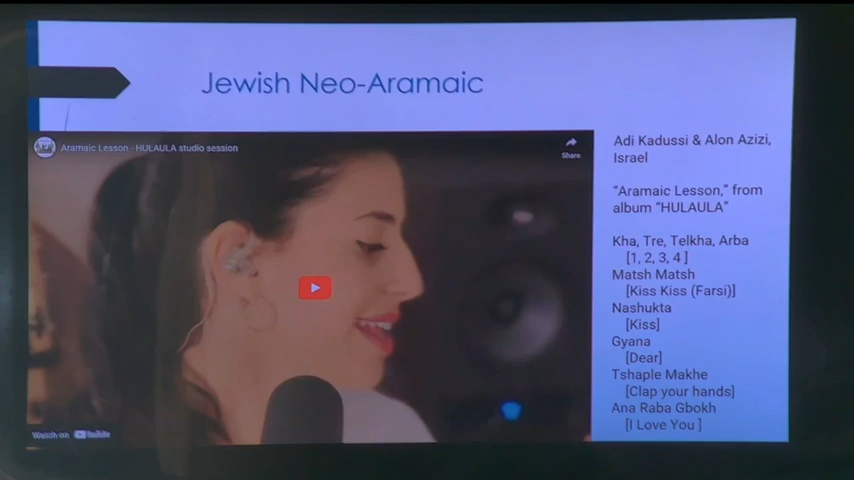 Jewish Neo-Aramaic
Aramaic Lesson - HULAULA studio session
Share
Watch on YouTube
Adi Kadussi & Alon Azizi,
Israel
“Aramaic Lesson,” from
album “HULAULA”
Kha, Tre, Telkha, Arba
[1, 2, 3, 4 ]
Matsh Matsh
[Kiss Kiss (Farsi)]
Nashukta
[Kiss]
Gyana
[Dear]
Tshaple Makhe
[Clap your hands]
Ana Raba Gbokh
[I Love You ]